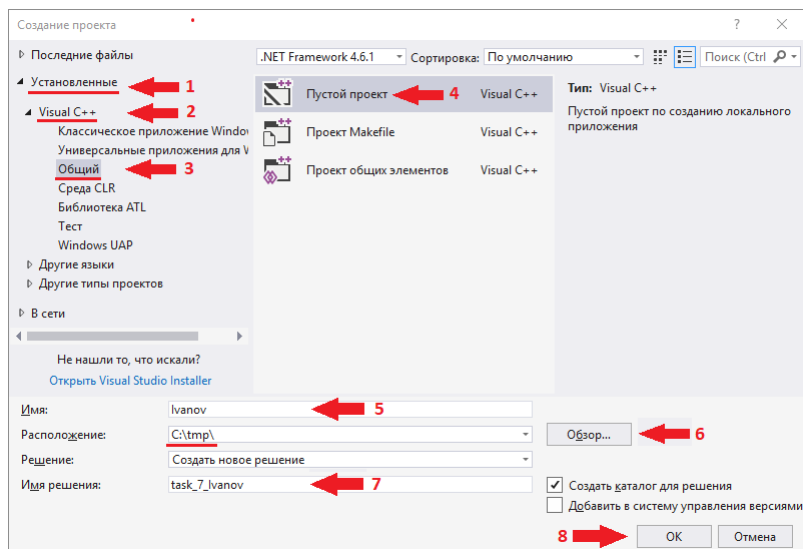 Создание проекта
?
Последние файлы
.NET Framework 4.6.1
Сортировка: По умолчанию
Поиск (Ctrl
Установленные
1
Visual C++
2
Классическое приложение Window
Универсальные приложения для W
Общий
3
Среда CLR
Библиотека ATL
Тест
Windows UAP
Другие языки
Другие типы проектов
В сети
Не нашли то, что искали?
Открыть Visual Studio Installer
Пустой проект
4
Visual C++
Проект Makefile
Visual C++
Проект общих элементов
Visual C++
Тип: Visual C++
Пустой проект по созданию локального
приложения
Имя:
Ivanov
5
Расположение:
C:\tmp\
Обзор...
6
Решение:
Создать новое решение
Имя решения:
task_7_Ivanov
7
Создать каталог для решения
Добавить в систему управления версиями
8
OK
Отмена